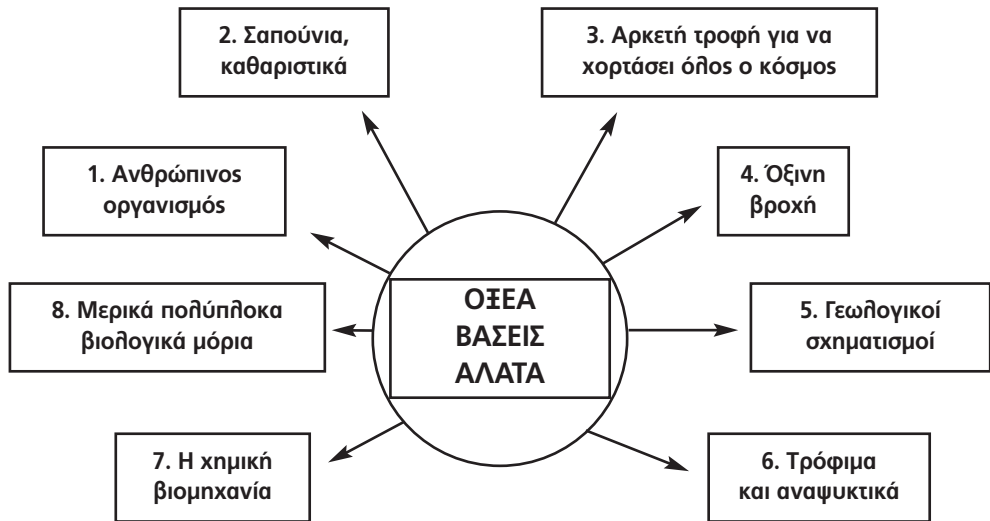 2. Σαπούνια,
καθαριστικά
3. Αρκετή τροφή για να
χορτάσει όλος ο κόσμος
1. Ανθρώπινος
οργανισμός
4. Όξινη
βροχή
8. Μερικά πολύπλοκα
βιολογικά μόρια
ΟΞΕΑ
ΒΑΣΕΙΣ
ΑΛΑΤΑ
5. Γεωλογικοί
σχηματισμοί
7. Η χημική
βιομηχανία
6. Τρόφιμα
και αναψυκτικά